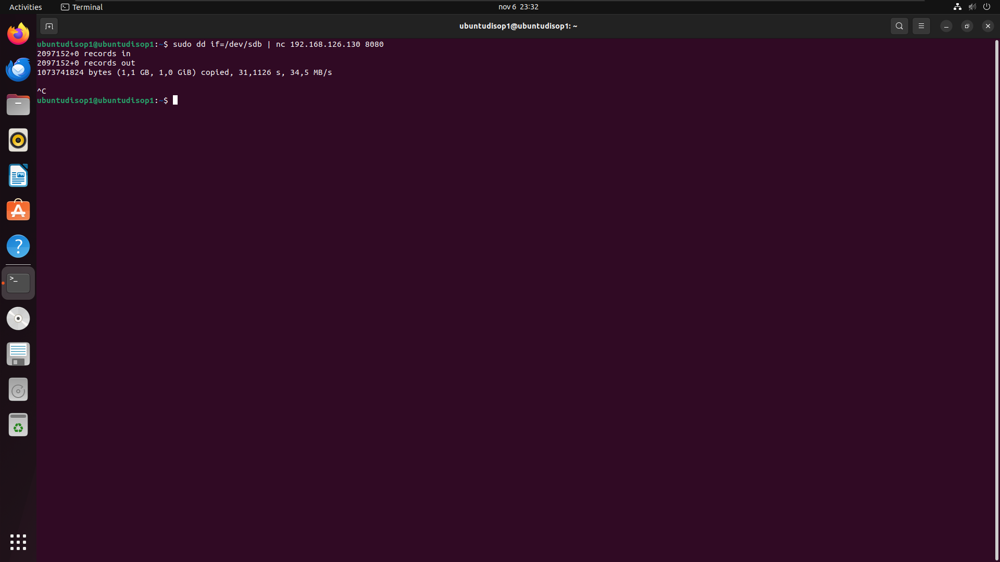 Activities
Terminal
nov 6 23:32
ubuntudisop1@ubuntudisop1: ~
ubuntudisop1@ubuntudisop1:~$ sudo dd if=/dev/sdb | nc 192.168.126.130 8080
2097152+0 records in
2097152+0 records out
1073741824 bytes (1,1 GB, 1,0 GiB) copied, 31,1126 s, 34,5 MB/s
^C
ubuntudisop1@ubuntudisop1:~$